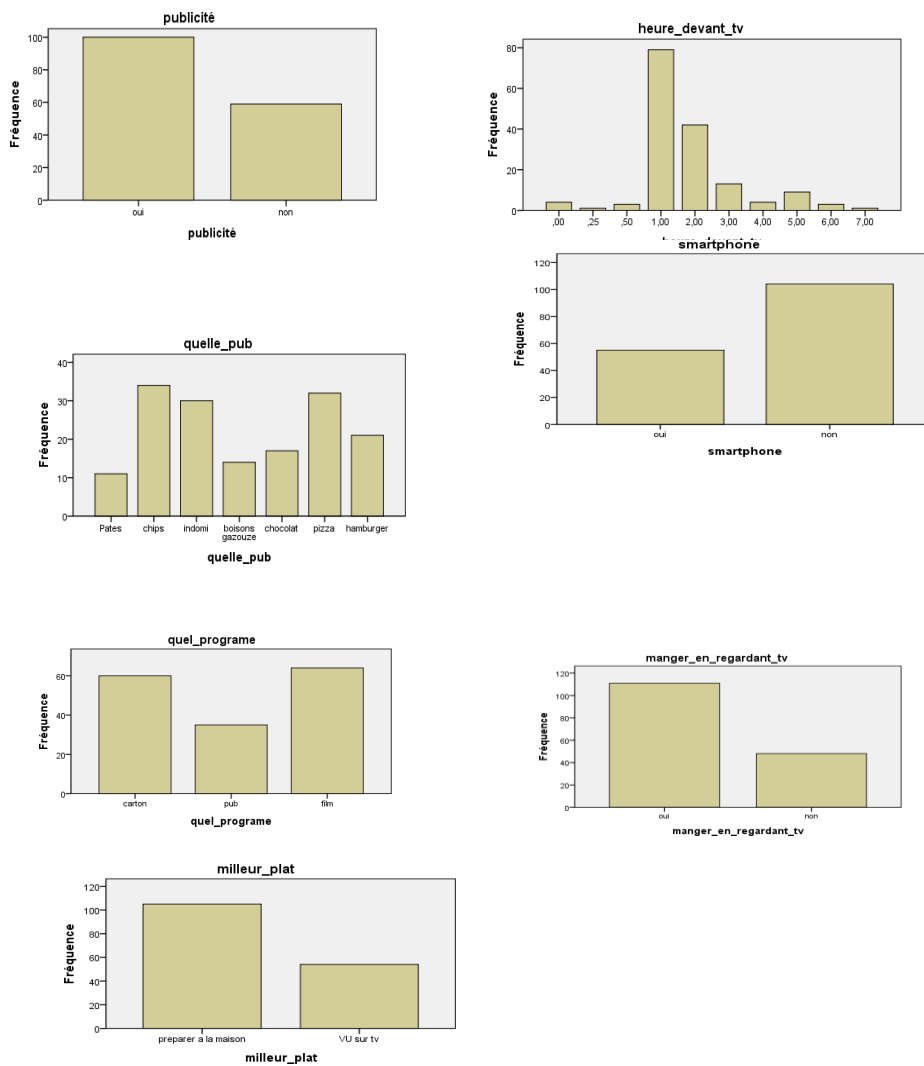 publicité
Fréquence
100
80
60
40
20
0
oui non
publicité
heure_devant_tv
Fréquence
80
60
40
20
0
,00 ,25 ,50 1,00 2,00 3,00 4,00 5,00 6,00 7,00
smartphone
Fréquence
120
100
80
60
40
20
0
oui non
smartphone
quelle_pub
Fréquence
40
30
20
10
0
Pates chips indomi boisons chocolat pizza hamburger
gazouze
quelle_pub
quel_programe
Fréquence
60
40
20
0
carton pub film
quel_programe
manger_en_regardant_tv
Fréquence
120
100
80
60
40
20
0
oui non
manger_en_regardant_tv
milleur_plat
Fréquence
120
100
80
60
40
20
0
preparer a la maison VU sur tv
milleur_plat